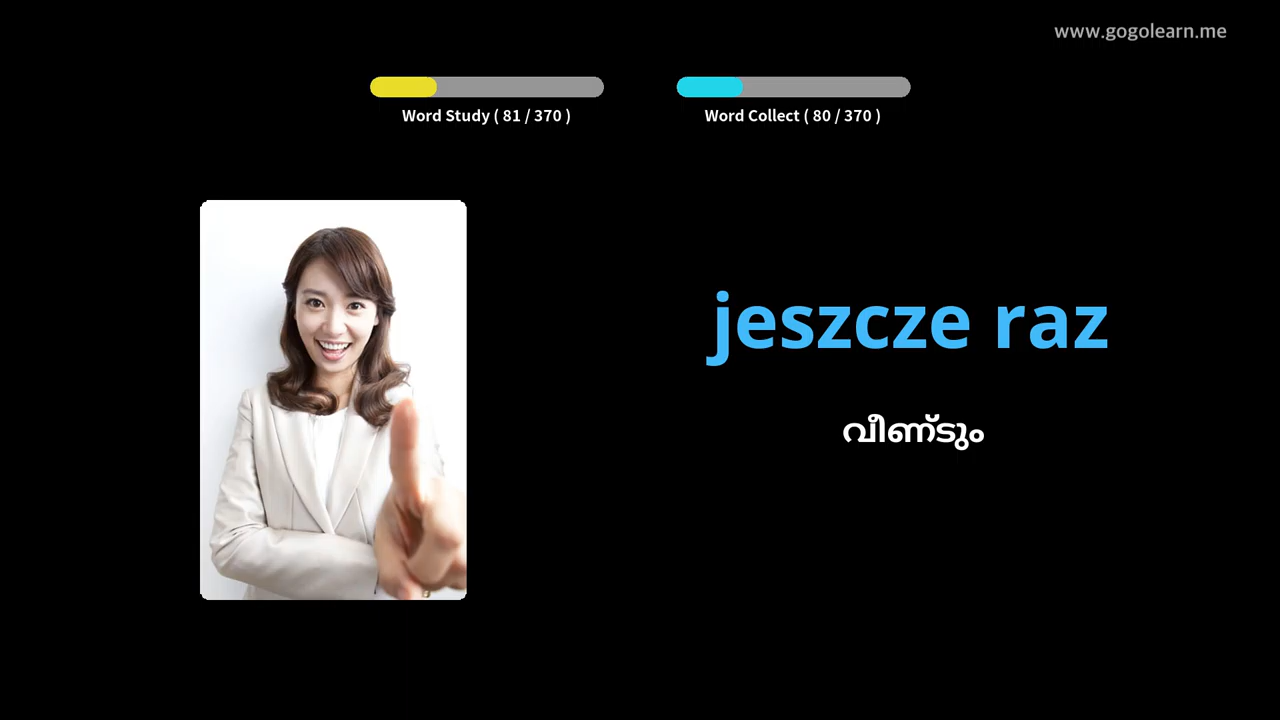 www.gogolearn.me
Word Study ( 81 / 370 )
Word Collect ( 80 / 370 )
jeszcze raz
വീണ്ടും